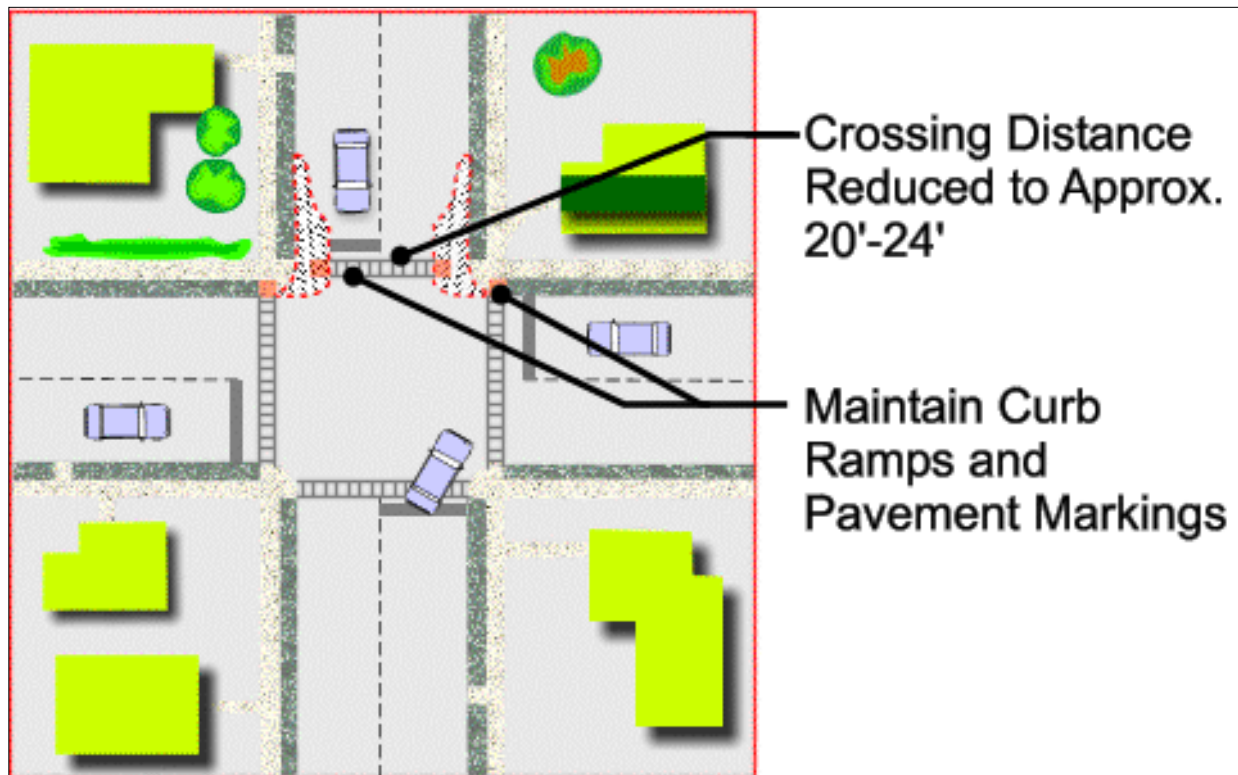 Crossing Distance
Reduced to Approx.
20'-24'
Maintain Curb
Ramps and
Pavement Markings